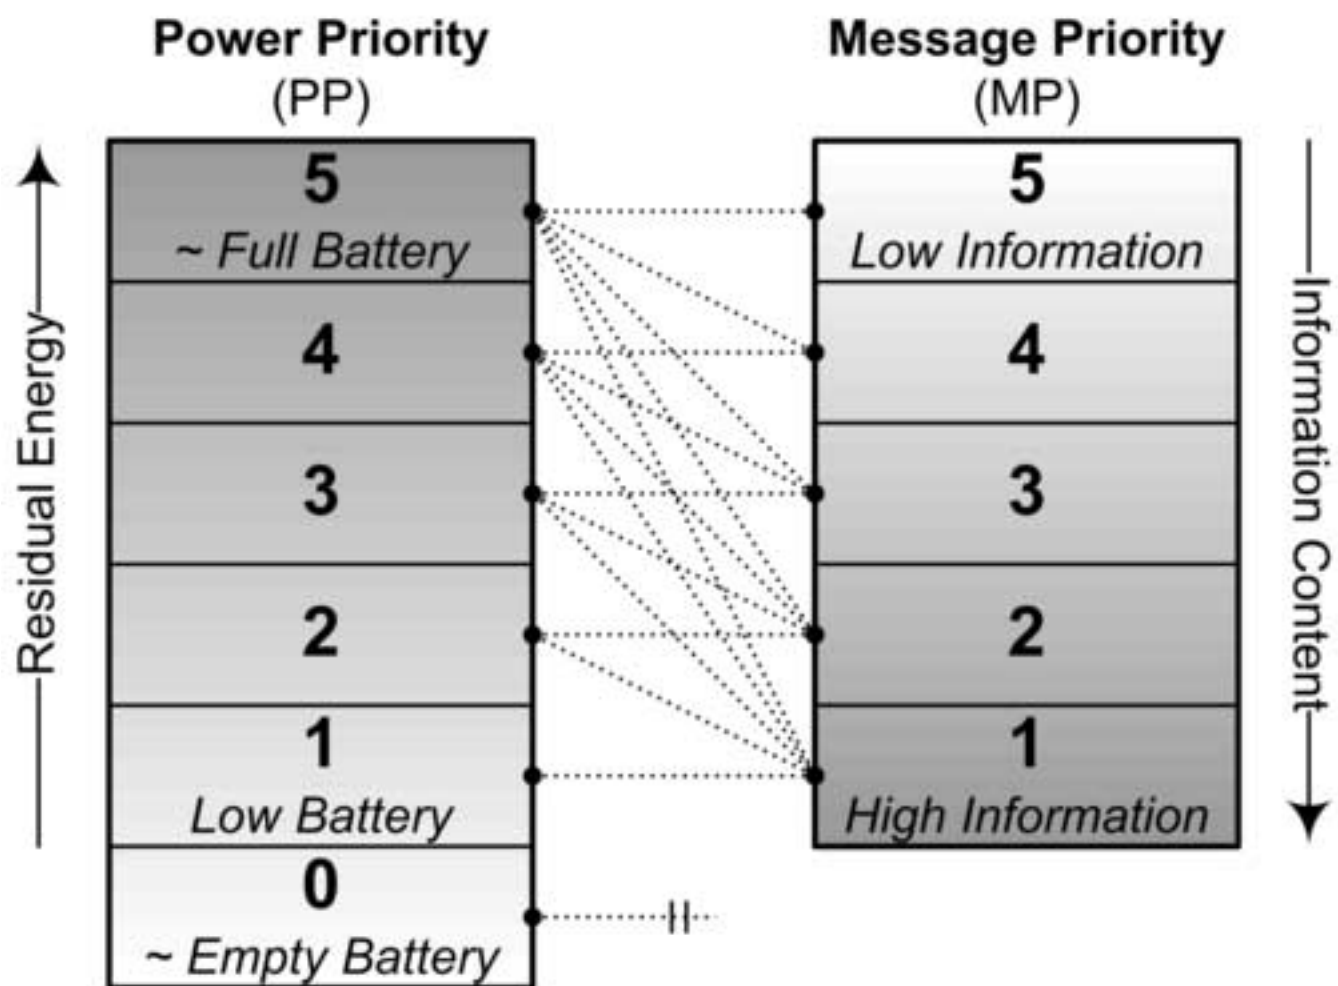 Power Priority
(PP)
Message Priority
(MP)
Residual Energy
5
~ Full Battery
4
3
2
1
Low Battery
0
~ Empty Battery
5
Low Information
4
3
2
1
High Information
Information Content